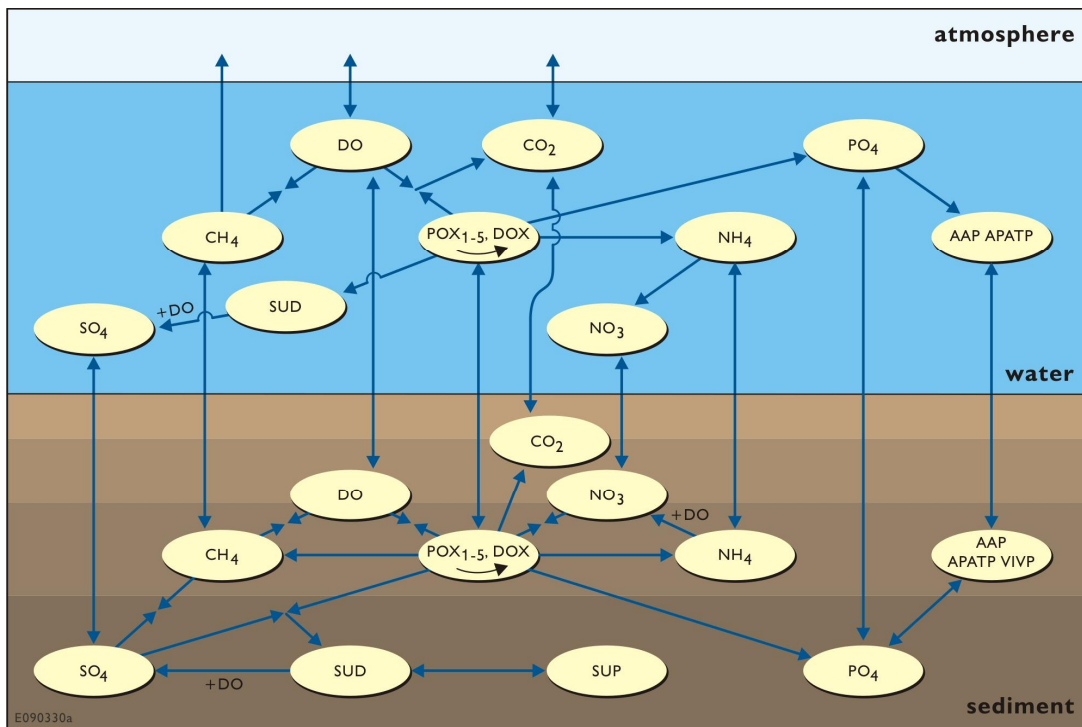 atmosphere
DO
CO₂
PO₄
CH₄
POX₁₋₅, DOX
NH₄
AAP APATP
SUD
+DO
SO₄
NO₃
water
CO₂
DO
NO₃
+DO
CH₄
POX₁₋₅, DOX
NH₄
AAP
APATP VIVP
SO₄
+DO
SUD
SUP
PO₄
sediment
E090330a